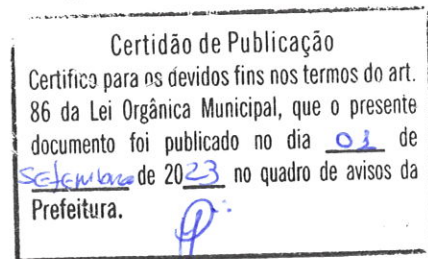 Certidão de Publicação
Certifico para os devidos fins nos termos do art.
86 da Lei Orgânica Municipal, que o presente
documento foi publicado no dia 01 de
Setembro de 2023 no quadro de avisos da
Prefeitura.